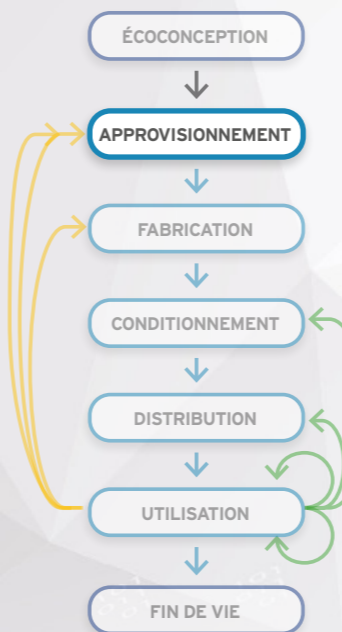 ÉCOCONCEPTION
APPROVISIONNEMENT
FABRICATION
CONDITIONNEMENT
DISTRIBUTION
UTILISATION
FIN DE VIE